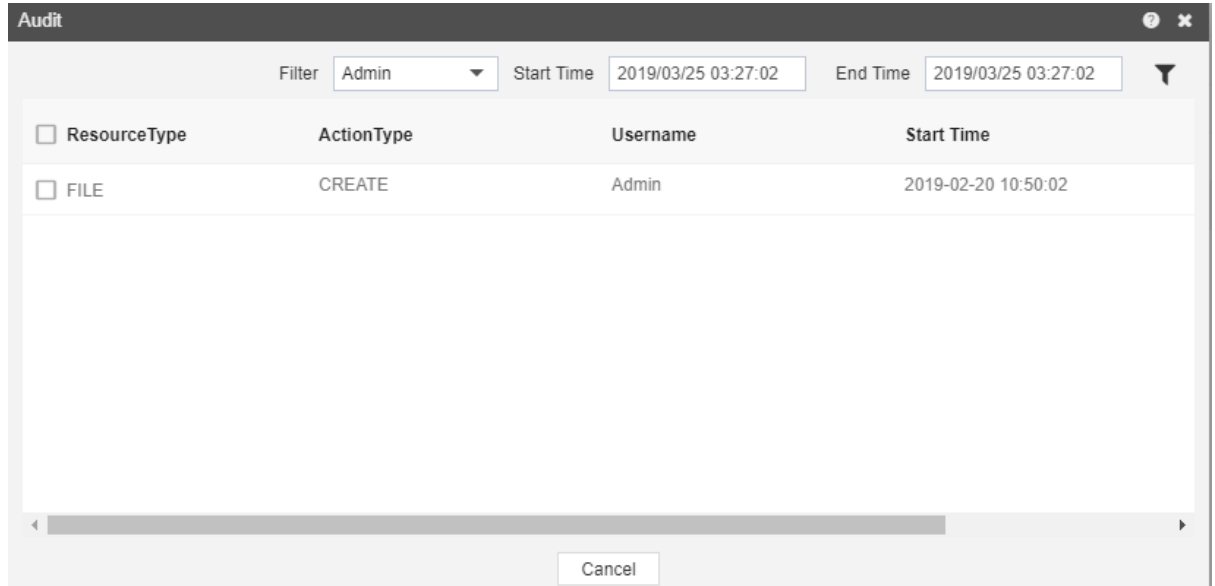 Audit
Filter Admin Start Time 2019/03/25 03:27:02 End Time 2019/03/25 03:27:02
ResourceType ActionType Username Start Time
FILE CREATE Admin 2019-02-20 10:50:02
Cancel